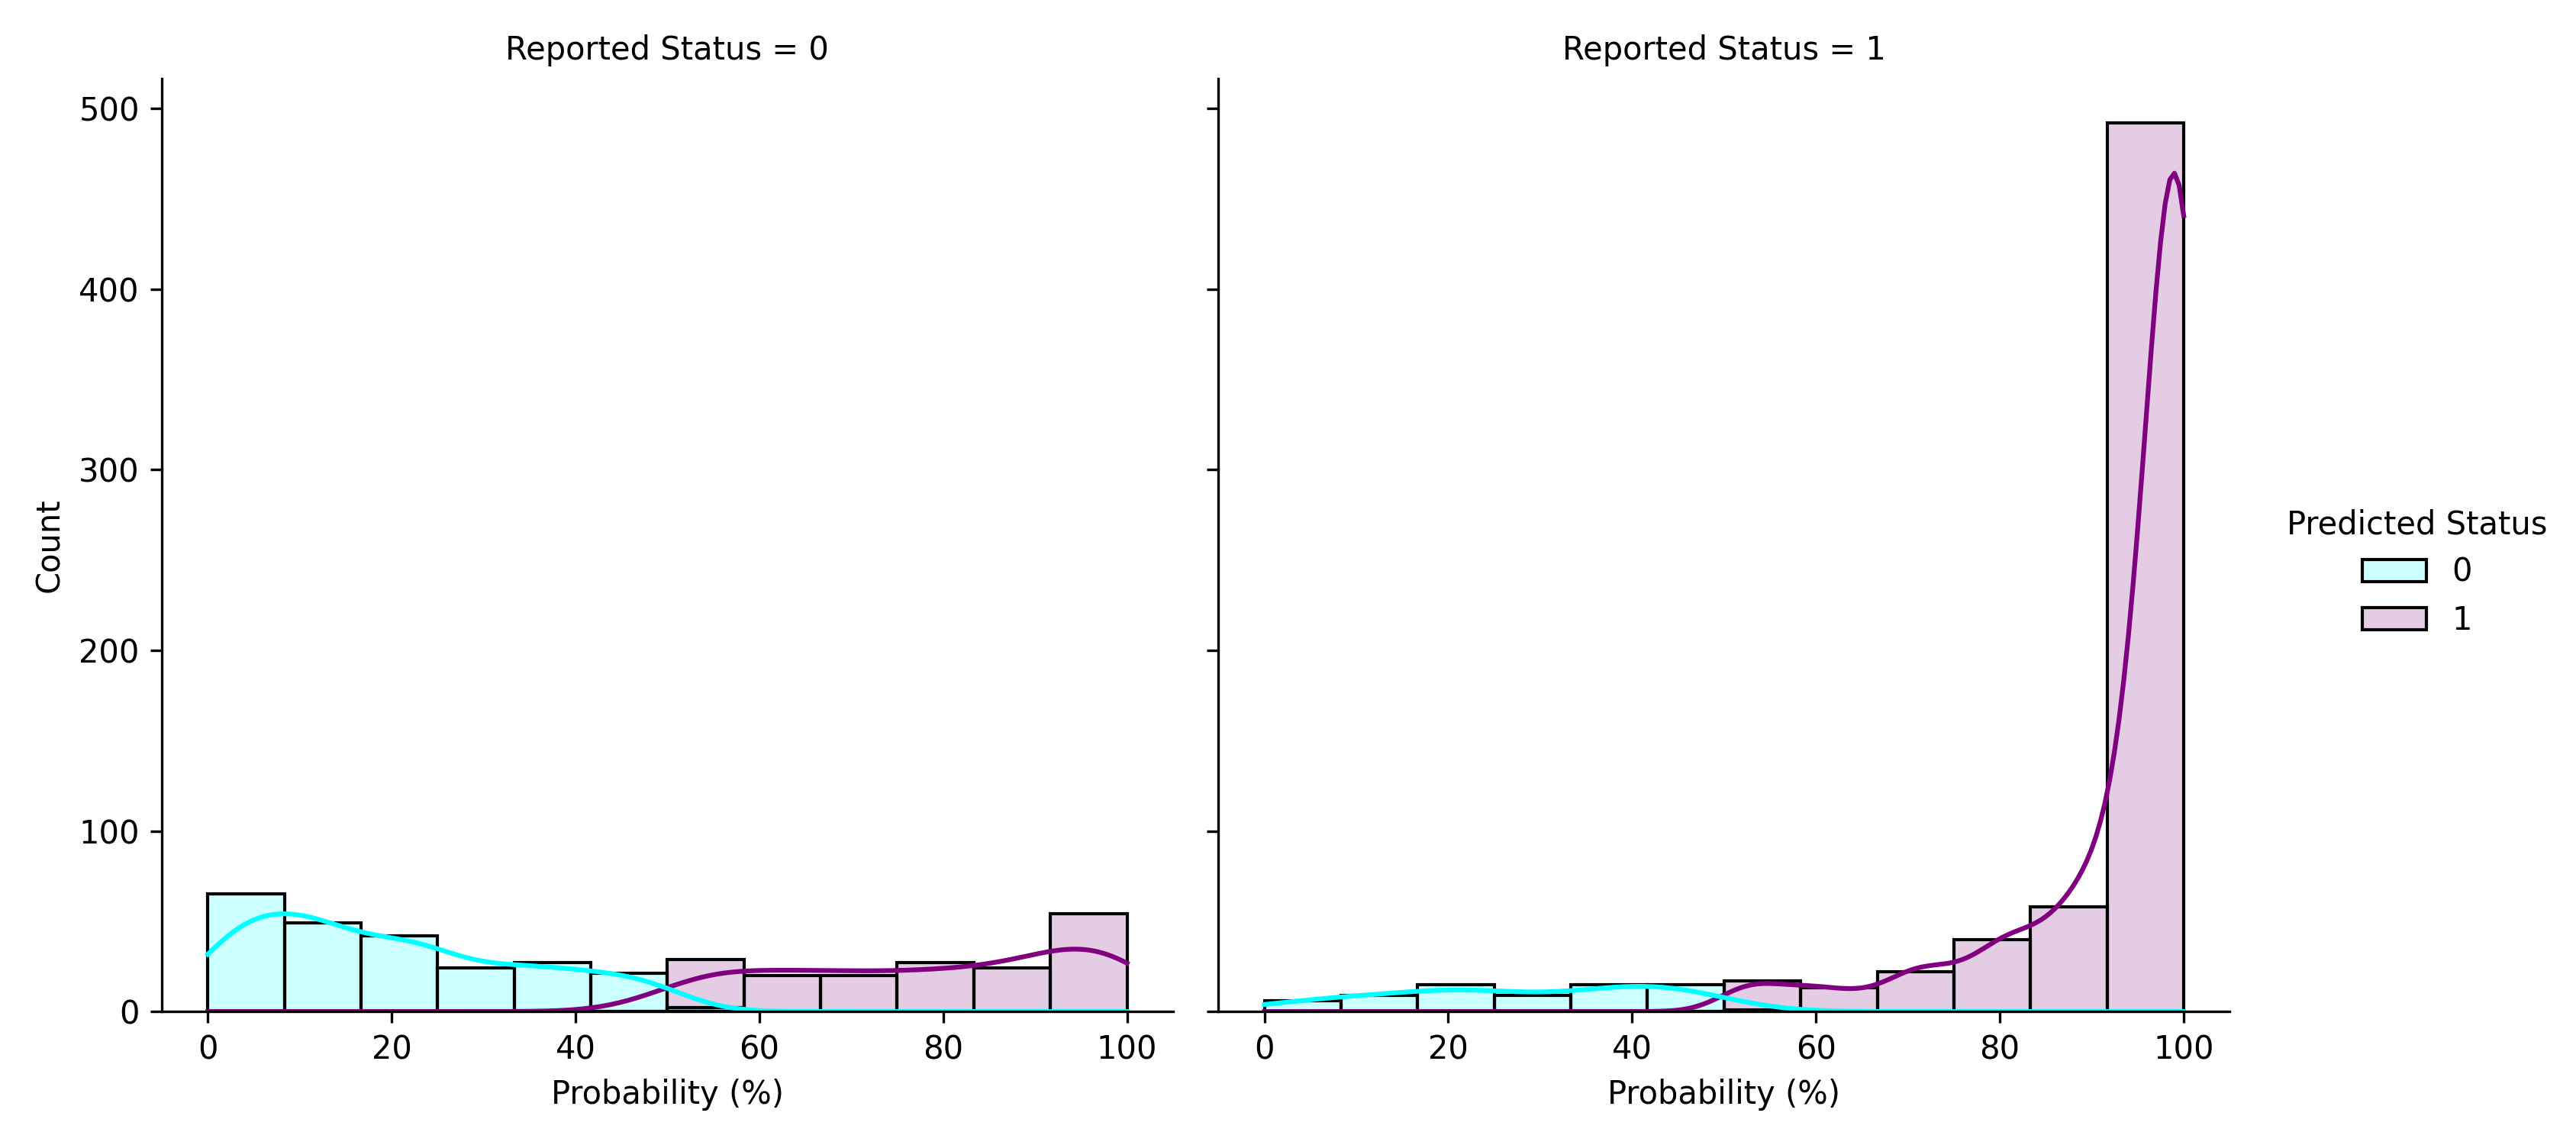 Reported Status = 0
Reported Status = 1
500
400
300
200
100
0
Count
0 20 40 60 80 100
0 20 40 60 80 100
Probability (%)
Probability (%)
Predicted Status
0
1